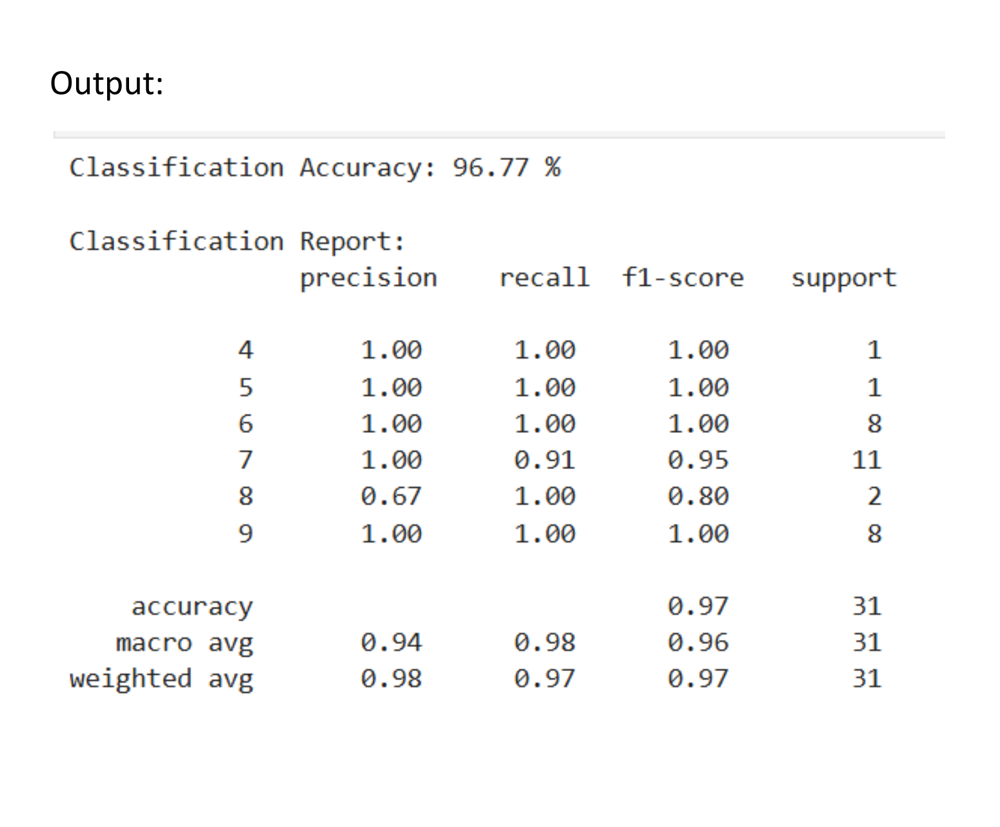 Output:
Classification Accuracy: 96.77 %
Classification Report:
precision recall f1-score support
4 1.00 1.00 1.00 1
5 1.00 1.00 1.00 1
6 1.00 1.00 1.00 8
7 1.00 0.91 0.95 11
8 0.67 1.00 0.80 2
9 1.00 1.00 1.00 8
accuracy 0.97 31
macro avg 0.94 0.98 0.96 31
weighted avg 0.98 0.97 0.97 31